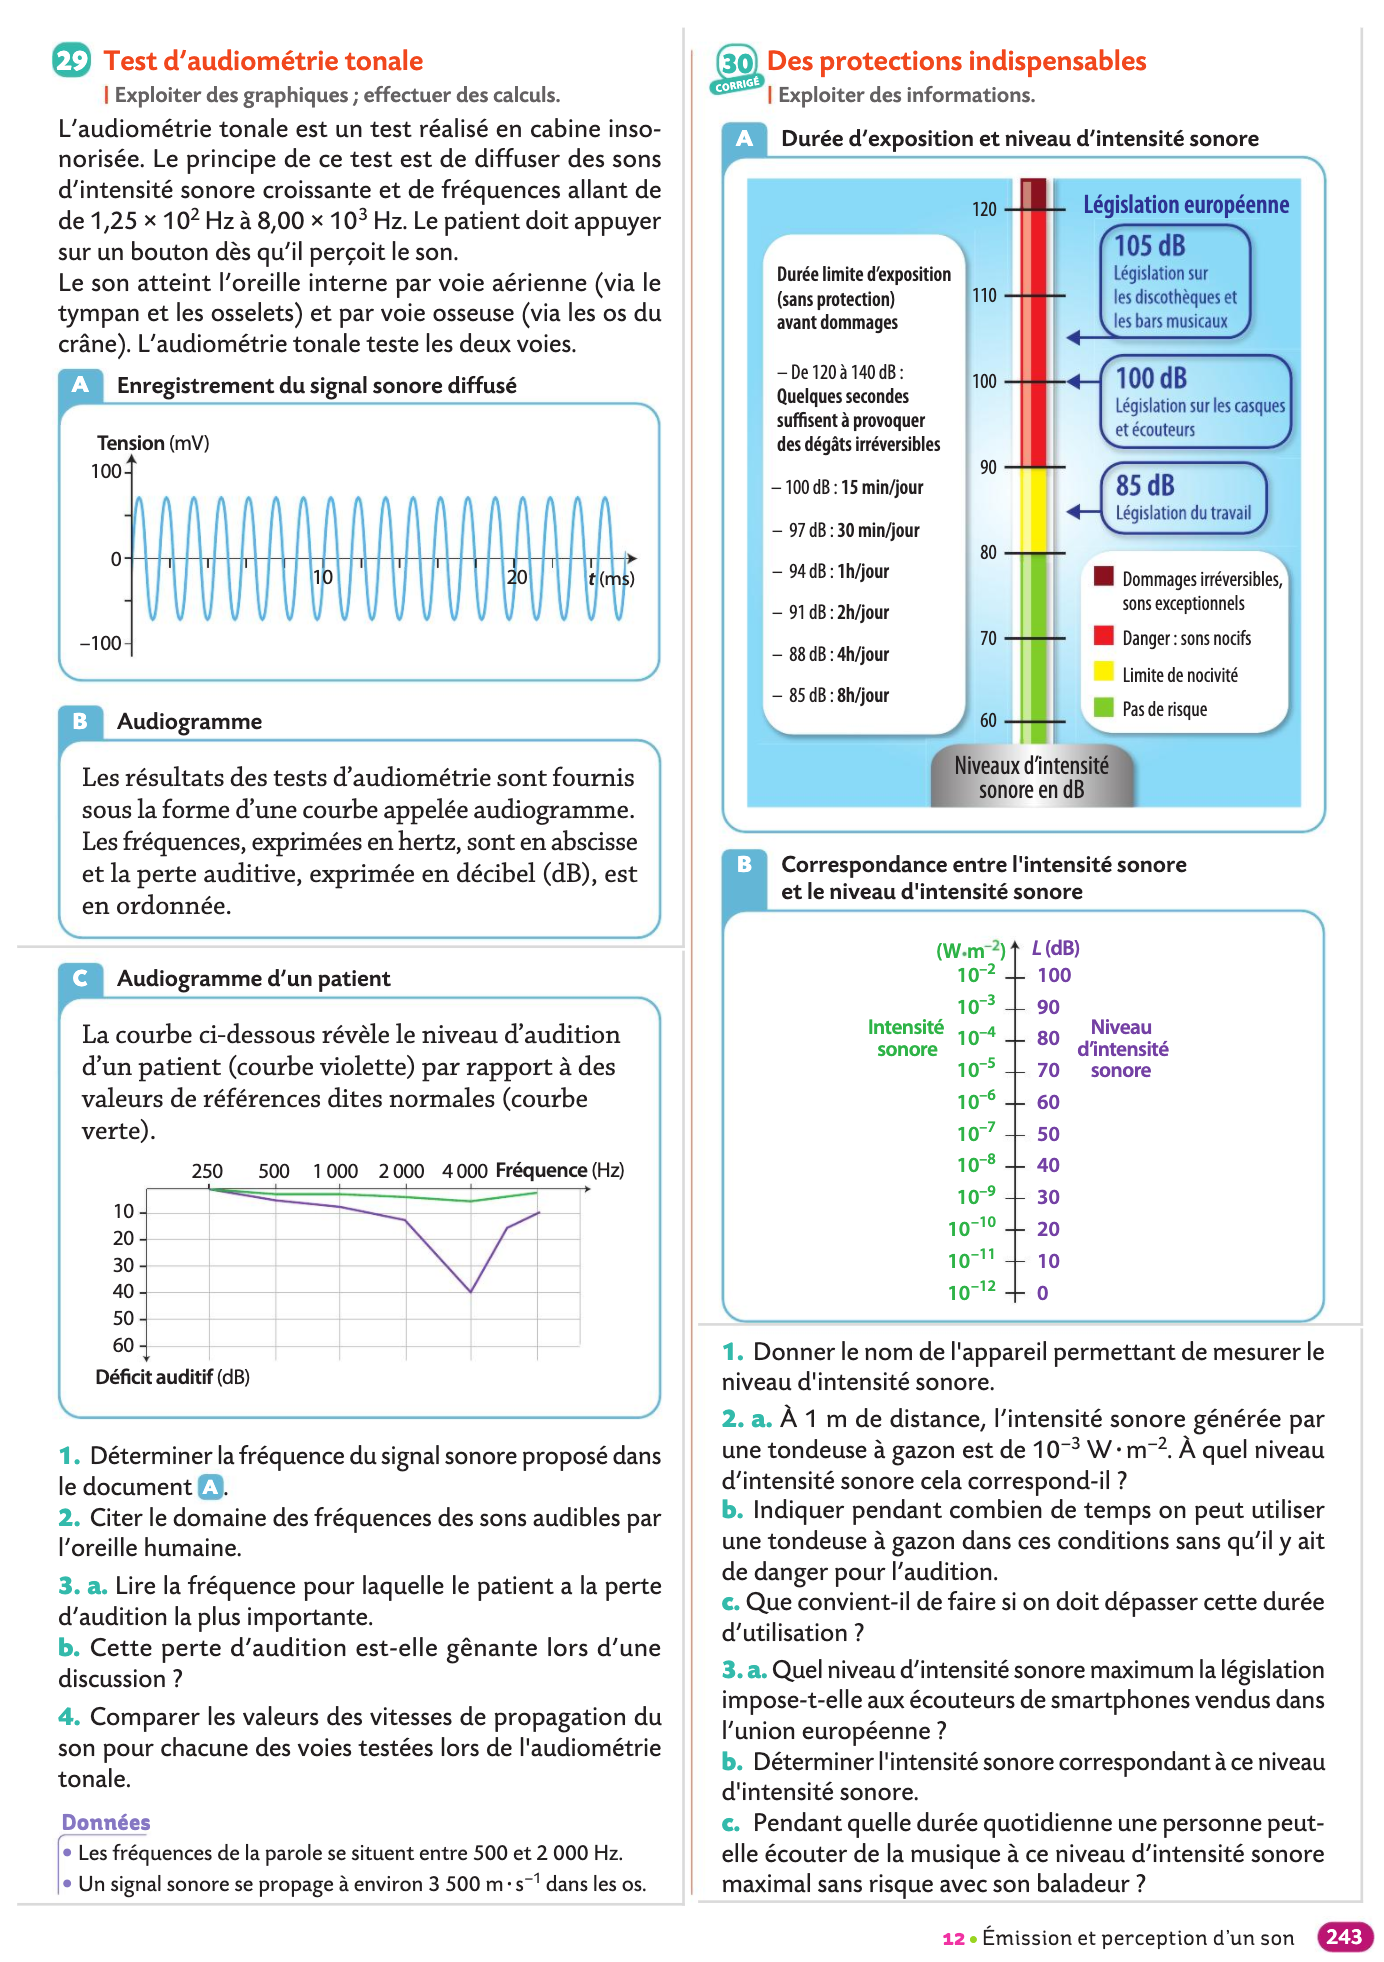 29 Test d'audiométrie tonale
| Exploiter des graphiques ; effectuer des calculs.
L'audiométrie tonale est un test réalisé en cabine inso-
norisée. Le principe de ce test est de diffuser des sons
d'intensité sonore croissante et de fréquences allant de
de 1,25 × 10² Hz à 8,00 × 10³ Hz. Le patient doit appuyer
sur un bouton dès qu'il perçoit le son.
Le son atteint l'oreille interne par voie aérienne (via le
tympan et les osselets) et par voie osseuse (via les os du
crâne). L'audiométrie tonale teste les deux voies.
A Enregistrement du signal sonore diffusé
Tension (mV)
100
0
10
20
t (ms)
–100
B Audiogramme
Les résultats des tests d'audiométrie sont fournis
sous la forme d'une courbe appelée audiogramme.
Les fréquences, exprimées en hertz, sont en abscisse
et la perte auditive, exprimée en décibel (dB), est
en ordonnée.
C Audiogramme d'un patient
La courbe ci-dessous révèle le niveau d'audition
d'un patient (courbe violette) par rapport à des
valeurs de références dites normales (courbe
verte).
250 500 1 000 2 000 4 000 Fréquence (Hz)
10
20
30
40
50
60
Déficit auditif (dB)
1. Déterminer la fréquence du signal sonore proposé dans
le document A.
2. Citer le domaine des fréquences des sons audibles par
l'oreille humaine.
3. a. Lire la fréquence pour laquelle le patient a la perte
d'audition la plus importante.
b. Cette perte d'audition est-elle gênante lors d'une
discussion ?
4. Comparer les valeurs des vitesses de propagation du
son pour chacune des voies testées lors de l'audiométrie
tonale.
Données
• Les fréquences de la parole se situent entre 500 et 2 000 Hz.
• Un signal sonore se propage à environ 3 500 m · s⁻¹ dans les os.
30 Des protections indispensables
CORRIGÉ
| Exploiter des informations.
A Durée d'exposition et niveau d'intensité sonore
Durée limite d'exposition
(sans protection)
avant dommages
– De 120 à 140 dB :
Quelques secondes
suffisent à provoquer
des dégâts irréversibles
– 100 dB : 15 min/jour
– 97 dB : 30 min/jour
– 94 dB : 1h/jour
– 91 dB : 2h/jour
– 88 dB : 4h/jour
– 85 dB : 8h/jour
120
110
100
90
80
70
60
Niveaux d'intensité
sonore en dB
Législation européenne
105 dB
Législation sur
les discothèques et
les bars musicaux
100 dB
Législation sur les casques
et écouteurs
85 dB
Législation du travail
Dommages irréversibles,
sons exceptionnels
Danger : sons nocifs
Limite de nocivité
Pas de risque
B Correspondance entre l'intensité sonore
et le niveau d'intensité sonore
(W·m⁻²) L (dB)
10⁻² 100
10⁻³ 90
Intensité
sonore
10⁻⁴ 80
Niveau
d'intensité
sonore
10⁻⁵ 70
10⁻⁶ 60
10⁻⁷ 50
10⁻⁸ 40
10⁻⁹ 30
10⁻¹⁰ 20
10⁻¹¹ 10
10⁻¹² 0
1. Donner le nom de l'appareil permettant de mesurer le
niveau d'intensité sonore.
2. a. À 1 m de distance, l'intensité sonore générée par
une tondeuse à gazon est de 10⁻³ W · m⁻². À quel niveau
d'intensité sonore cela correspond-il ?
b. Indiquer pendant combien de temps on peut utiliser
une tondeuse à gazon dans ces conditions sans qu'il y ait
de danger pour l'audition.
c. Que convient-il de faire si on doit dépasser cette durée
d'utilisation ?
3. a. Quel niveau d'intensité sonore maximum la législation
impose-t-elle aux écouteurs de smartphones vendus dans
l'union européenne ?
b. Déterminer l'intensité sonore correspondant à ce niveau
d'intensité sonore.
c. Pendant quelle durée quotidienne une personne peut-
elle écouter de la musique à ce niveau d'intensité sonore
maximal sans risque avec son baladeur ?
12 • Émission et perception d'un son 243